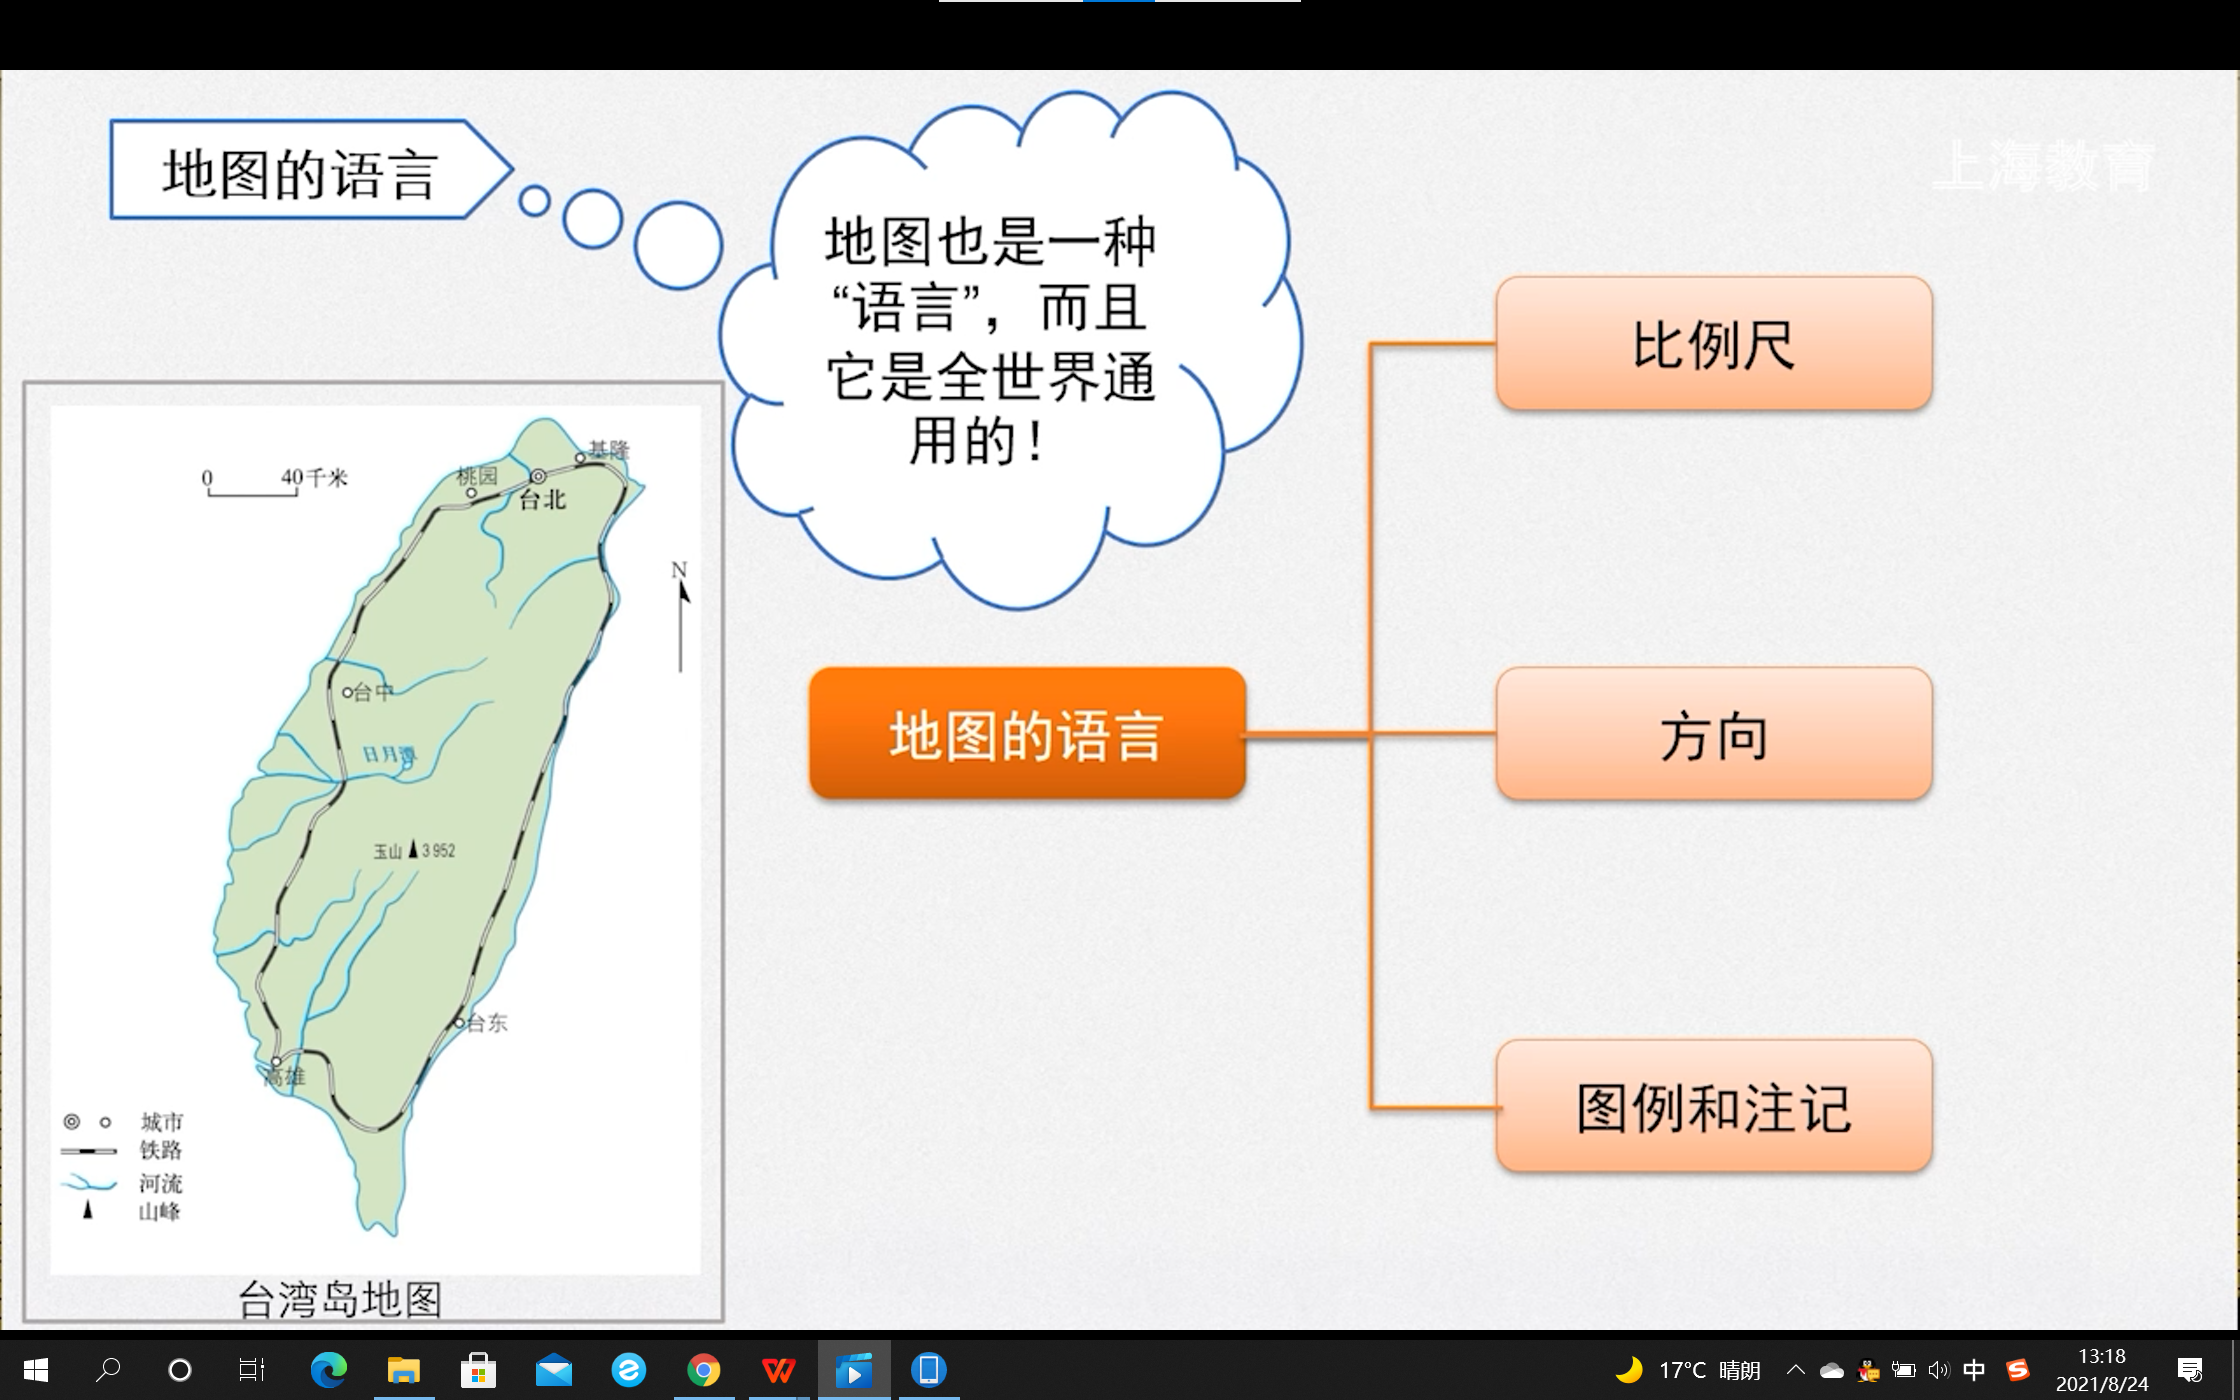 地图的语言
地图也是一种
“语言”，而且
它是全世界通
用的！
上海教育
比例尺
方向
图例和注记
地图的语言
0 40千米
基隆
桃园
台北
N
台中
日月潭
玉山 3 952
台东
高雄
城市
铁路
河流
山峰
台湾岛地图
17°C 晴朗
中
13:18
2021/8/24